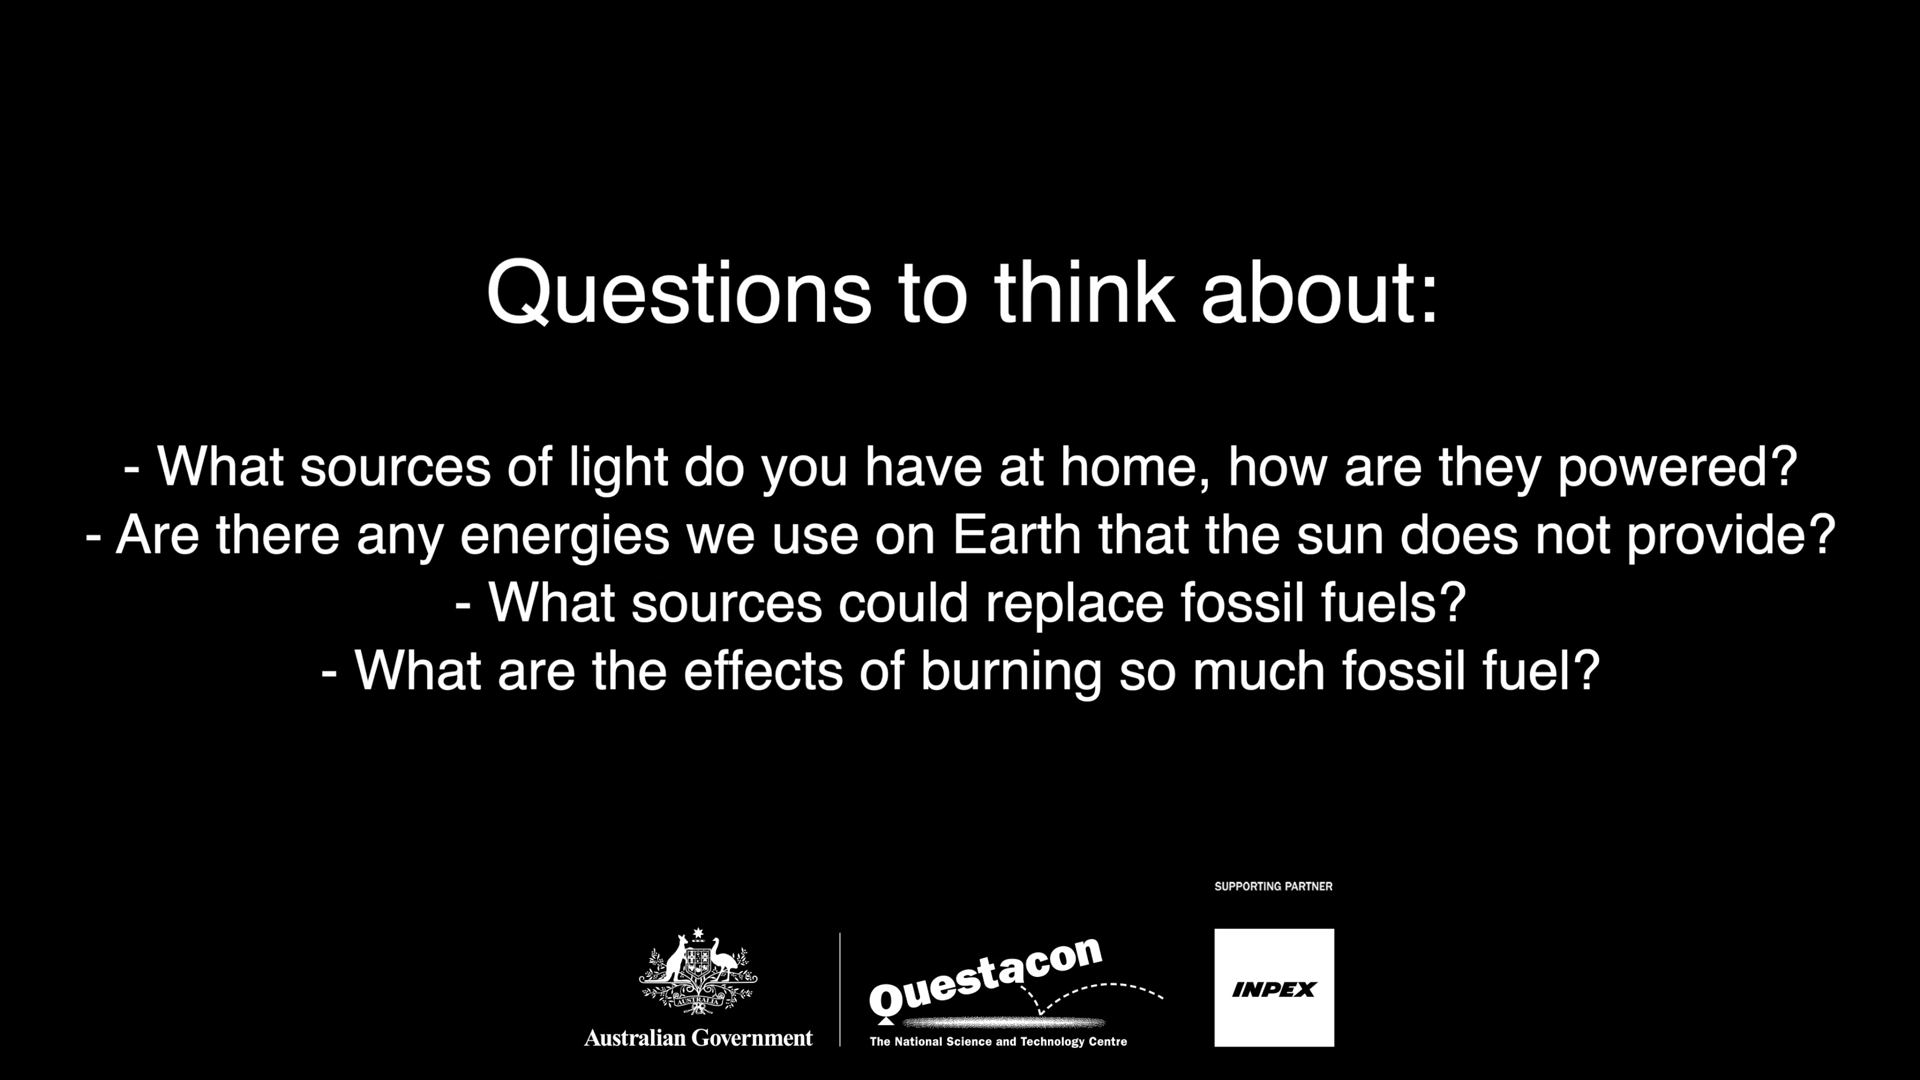 Questions to think about:
- What sources of light do you have at home, how are they powered?
- Are there any energies we use on Earth that the sun does not provide?
- What sources could replace fossil fuels?
- What are the effects of burning so much fossil fuel?
SUPPORTING PARTNER
AUSTRALIA
Australian Government
Questacon
The National Science and Technology Centre
INPEX